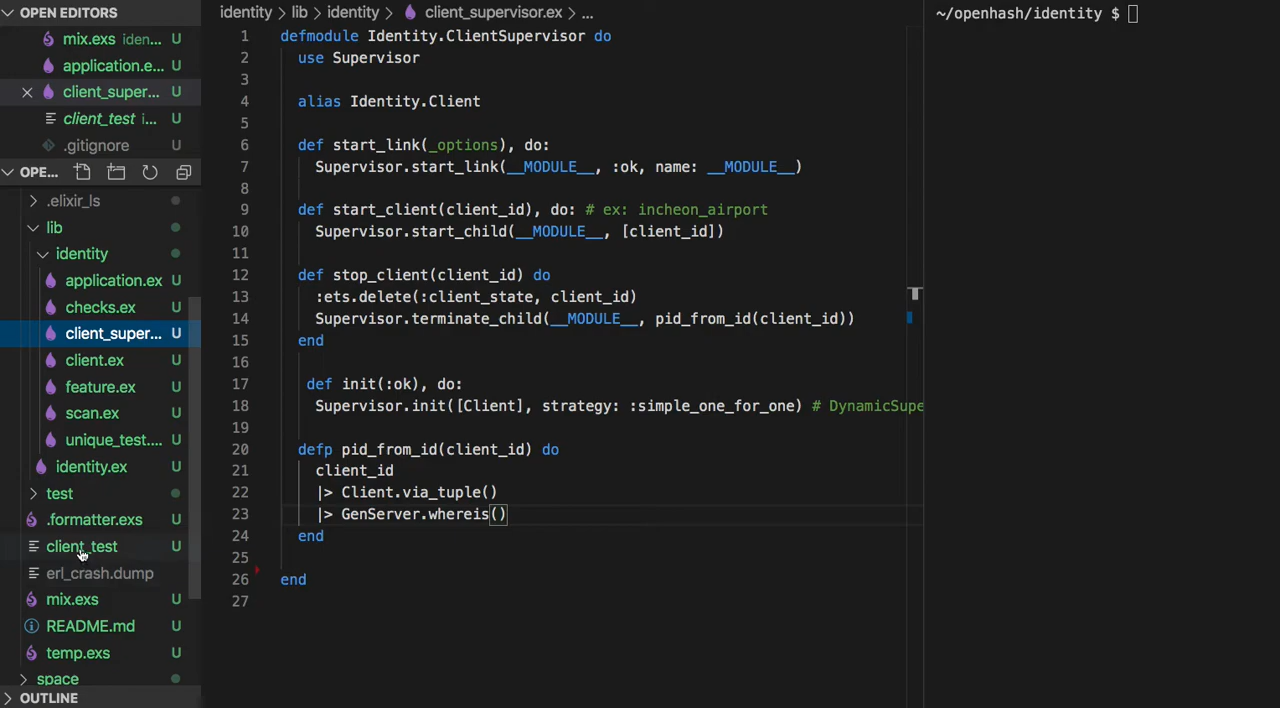 OPEN EDITORS
mix.exs iden... U
application.e... U
client_super... U
client_test i... U
.gitignore
OPE...
.elixir_ls
lib
identity
application.ex U
checks.ex U
client_super... U
client.ex U
feature.ex U
scan.ex U
unique_test.... U
identity.ex U
test
.formatter.exs U
client_test U
erl_crash.dump
mix.exs U
README.md U
temp.exs U
space
OUTLINE
identity > lib > identity > client_supervisor.ex > ...
1 defmodule Identity.ClientSupervisor do
2 use Supervisor
3
4 alias Identity.Client
5
6 def start_link(_options), do:
7 Supervisor.start_link(__MODULE__, :ok, name: __MODULE__)
8
9 def start_client(client_id), do: # ex: incheon_airport
10 Supervisor.start_child(__MODULE__, [client_id])
11
12 def stop_client(client_id) do
13 :ets.delete(:client_state, client_id)
14 Supervisor.terminate_child(__MODULE__, pid_from_id(client_id))
15 end
16
17 def init(:ok), do:
18 Supervisor.init([Client], strategy: :simple_one_for_one) # DynamicSupe
19
20 defp pid_from_id(client_id) do
21 client_id
22 |> Client.via_tuple()
23 |> GenServer.whereis()
24 end
25
26 end
27
~/openhash/identity $